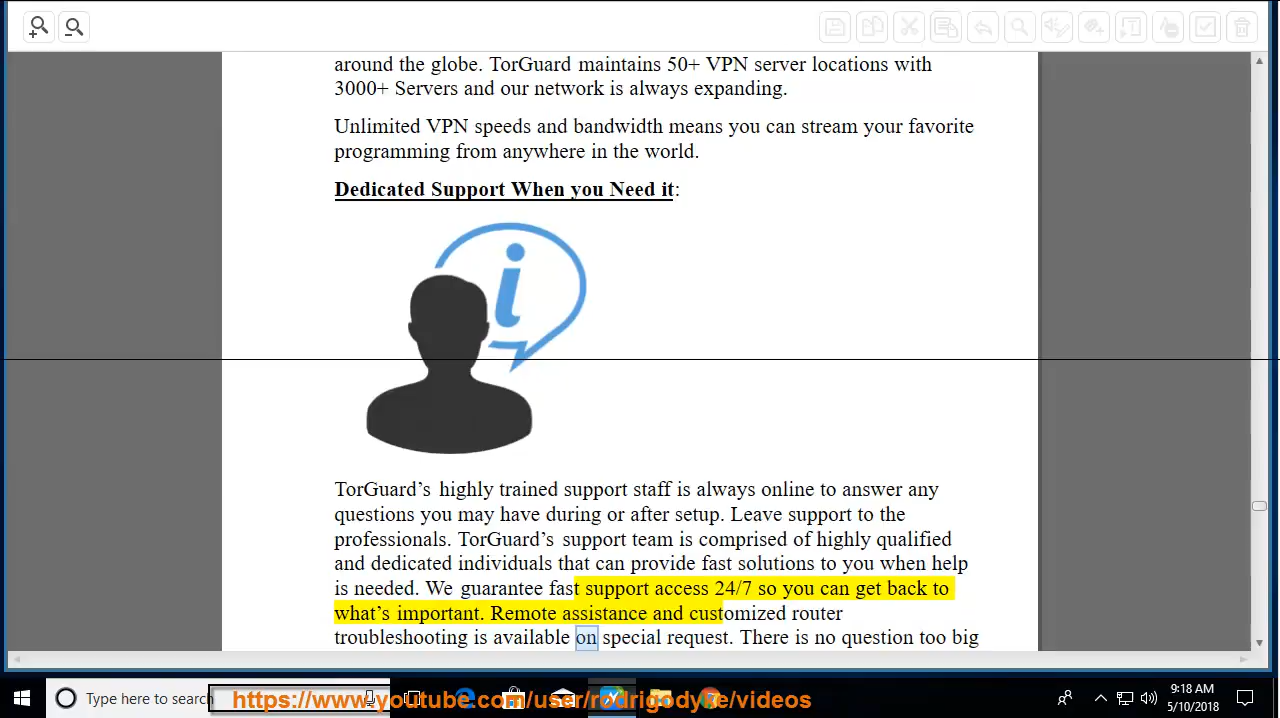 around the globe. TorGuard maintains 50+ VPN server locations with
3000+ Servers and our network is always expanding.
Unlimited VPN speeds and bandwidth means you can stream your favorite
programming from anywhere in the world.
Dedicated Support When you Need it:
TorGuard’s highly trained support staff is always online to answer any
questions you may have during or after setup. Leave support to the
professionals. TorGuard’s support team is comprised of highly qualified
and dedicated individuals that can provide fast solutions to you when help
is needed. We guarantee fast support access 24/7 so you can get back to
what’s important. Remote assistance and customized router
troubleshooting is available on special request. There is no question too big
Type here to search
https://www.youtube.com/user/rodrigodyke/videos
9:18 AM
5/10/2018